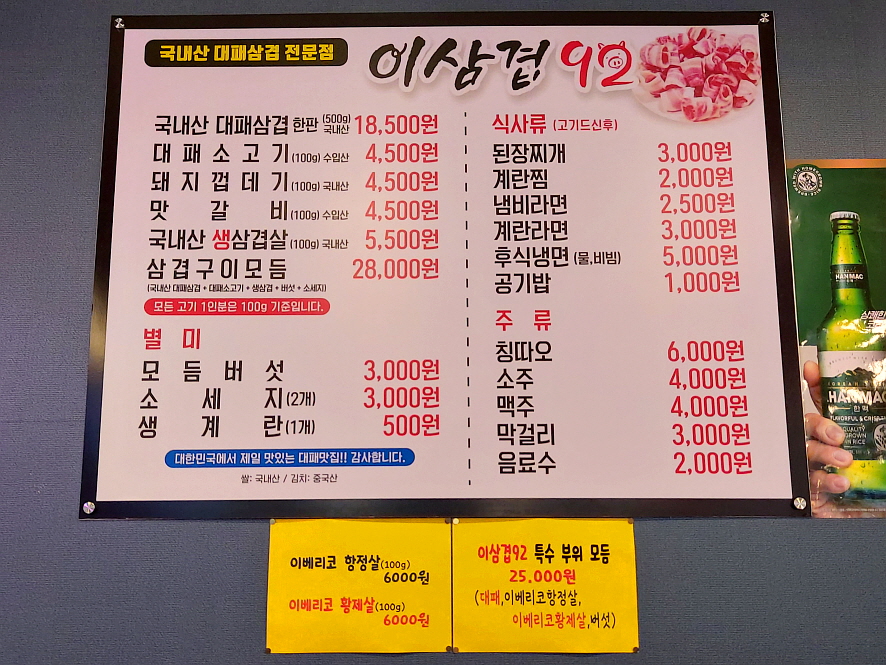 국내산 대패삼겹 전문점
이삼겹 92
국내산 대패삼겹 한판 (500g) 국내산 18,500원
대패소고기 (100g) 수입산 4,500원
돼지껍데기 (100g) 국내산 4,500원
맛갈비 (100g) 수입산 4,500원
국내산 생삼겹살 (100g) 국내산 5,500원
삼겹구이모듬 28,000원
(국내산 대패삼겹 + 대패소고기 + 생삼겹 + 버섯 + 소세지)
모든 고기 1인분은 100g 기준입니다.
별미
모듬버섯 3,000원
소세지 (2개) 3,000원
생계란 (1개) 500원
대한민국에서 제일 맛있는 대패맛집!! 감사합니다.
쌀: 국내산 / 김치: 중국산
식사류 (고기드신후)
된장찌개 3,000원
계란찜 2,000원
냄비라면 2,500원
계란라면 3,000원
후식냉면 (물,비빔) 5,000원
공기밥 1,000원
주류
칭따오 6,000원
소주 4,000원
맥주 4,000원
막걸리 3,000원
음료수 2,000원
이베리코 항정살(100g)
6000원
이베리코 황제살(100g)
6000원
이삼겹92 특수 부위 모듬
25.000원
(대패,이베리코항정살,
이베리코황제살,버섯)
HANMAC
HANMAC
한맥
FLAVORFUL &
QUALITY
GROWN
RICE